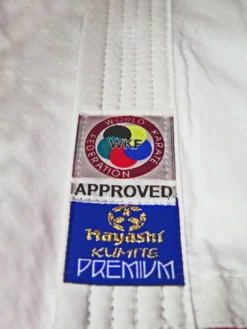 WORLD KARATE
FEDERATION
WKF
APPROVED
Hayashi
KUMITE
PREMIUM